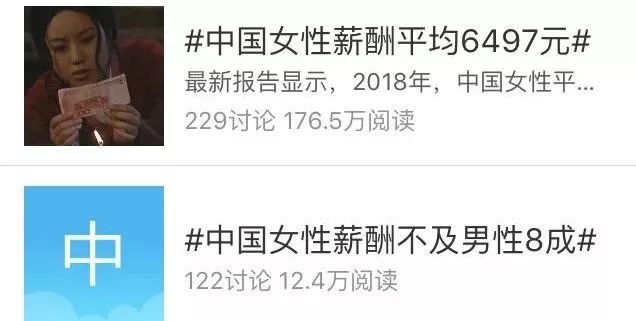 #中国女性薪酬平均6497元#
最新报告显示，2018年，中国女性平...
229讨论 176.5万阅读
中
#中国女性薪酬不及男性8成#
122讨论 12.4万阅读